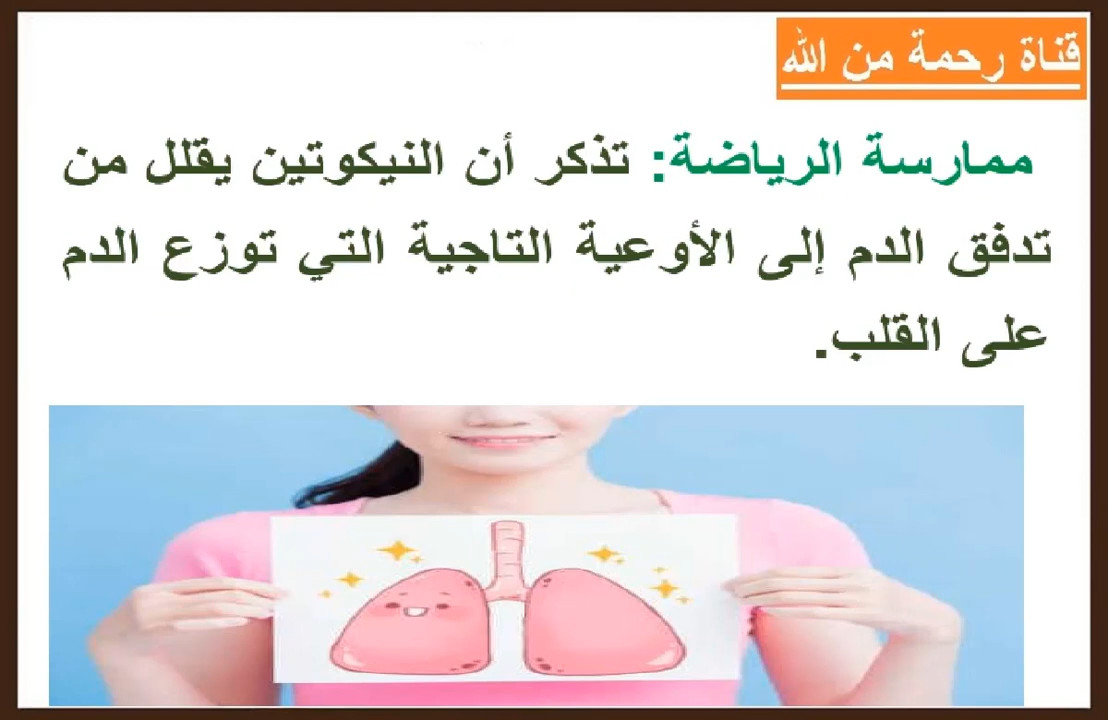 قناة رحمة من الله
ممارسة الرياضة: تذكر أن النيكوتين يقلل من
تدفق الدم إلى الأوعية التاجية التي توزع الدم
على القلب.